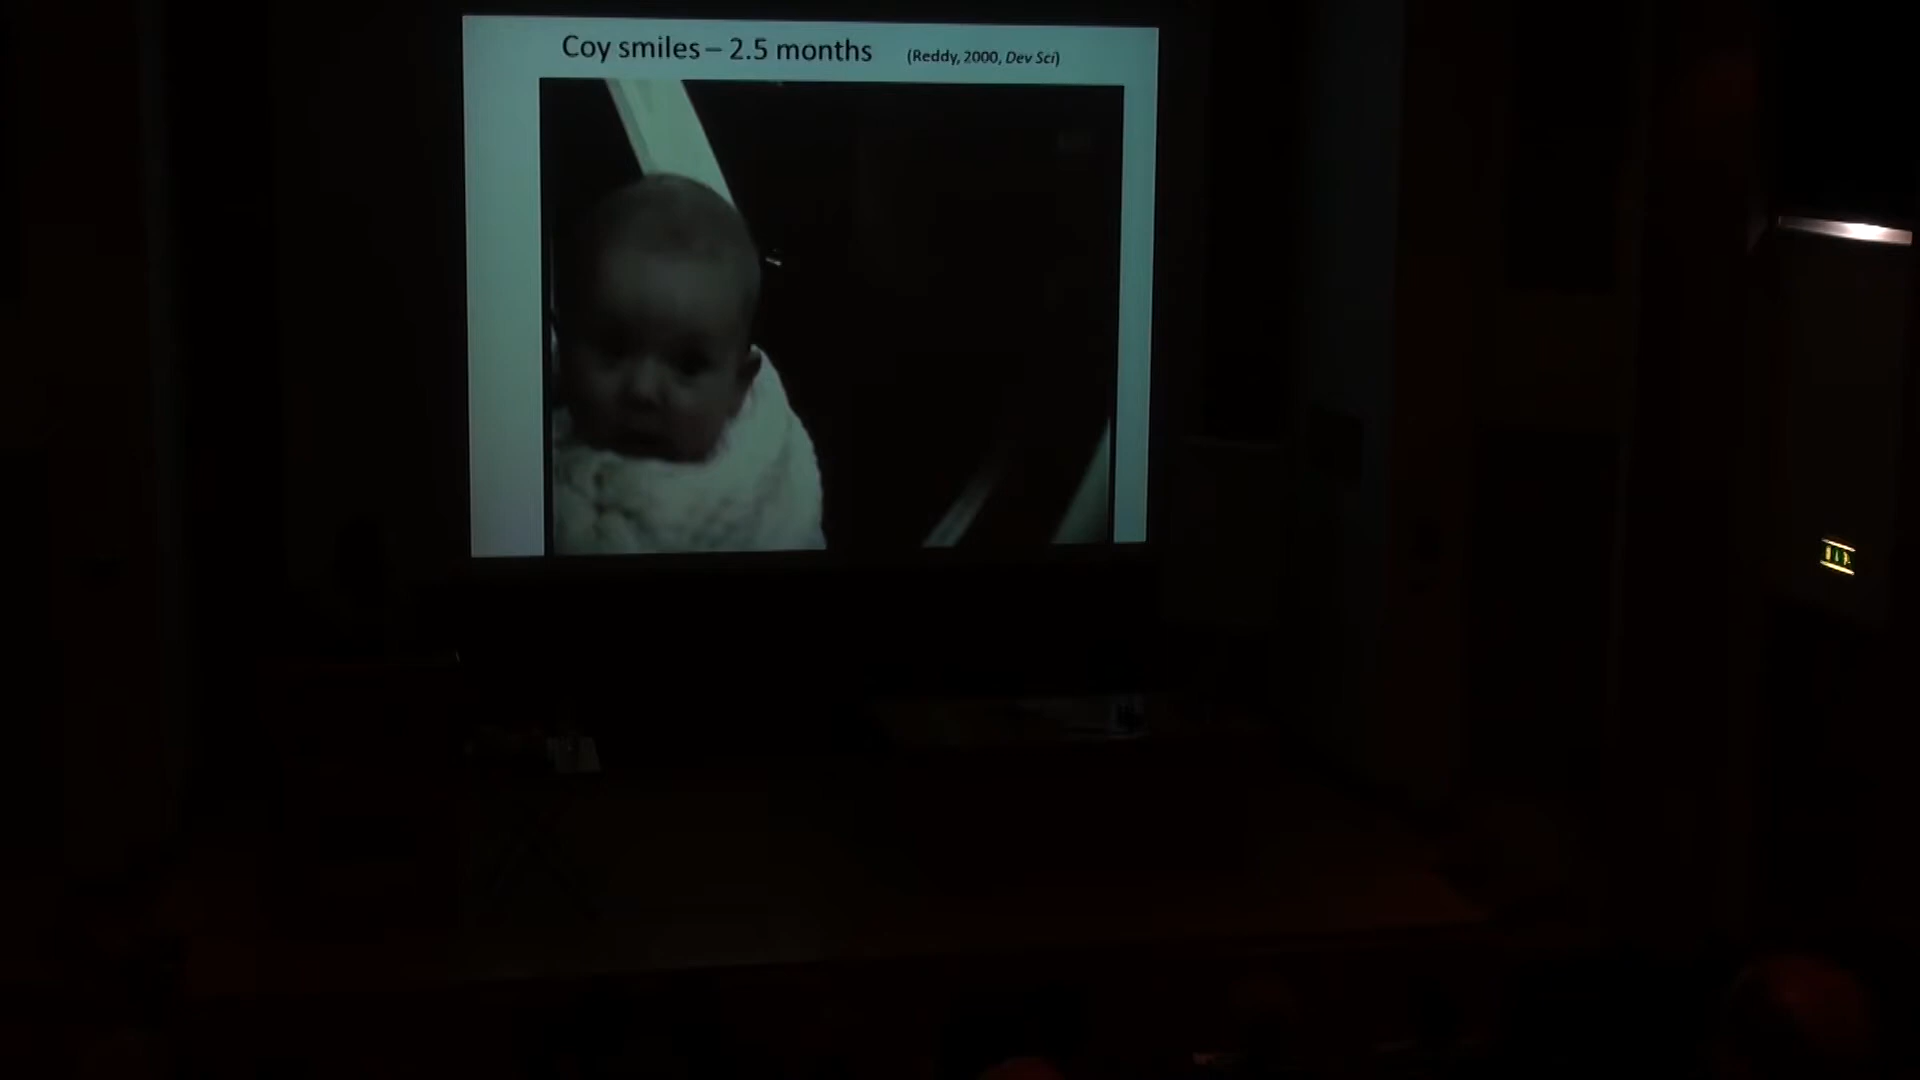 Coy smiles – 2.5 months (Reddy, 2000, Dev Sci)